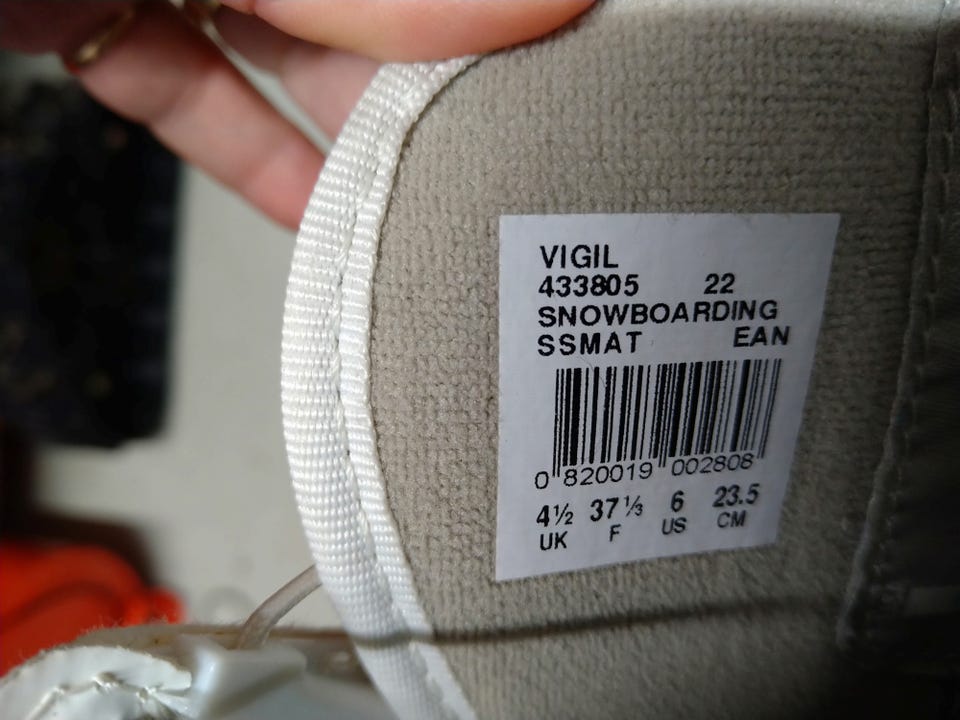 VIGIL
433805 22
SNOWBOARDING
SSMAT EAN
0 820019 002808
4½ 37⅓ 6 23.5
UK F US CM